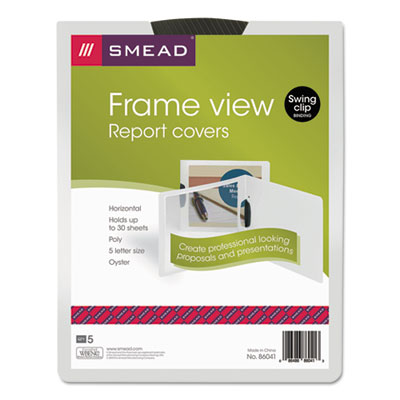 SMEAD
Frame view
Report covers
Swing
clip
BINDING
Horizontal
Holds up
to 30 sheets
Poly
5 letter size
Oyster
Create professional looking
proposals and presentations
QTY 5
www.smead.com
Made in China
No. 86041